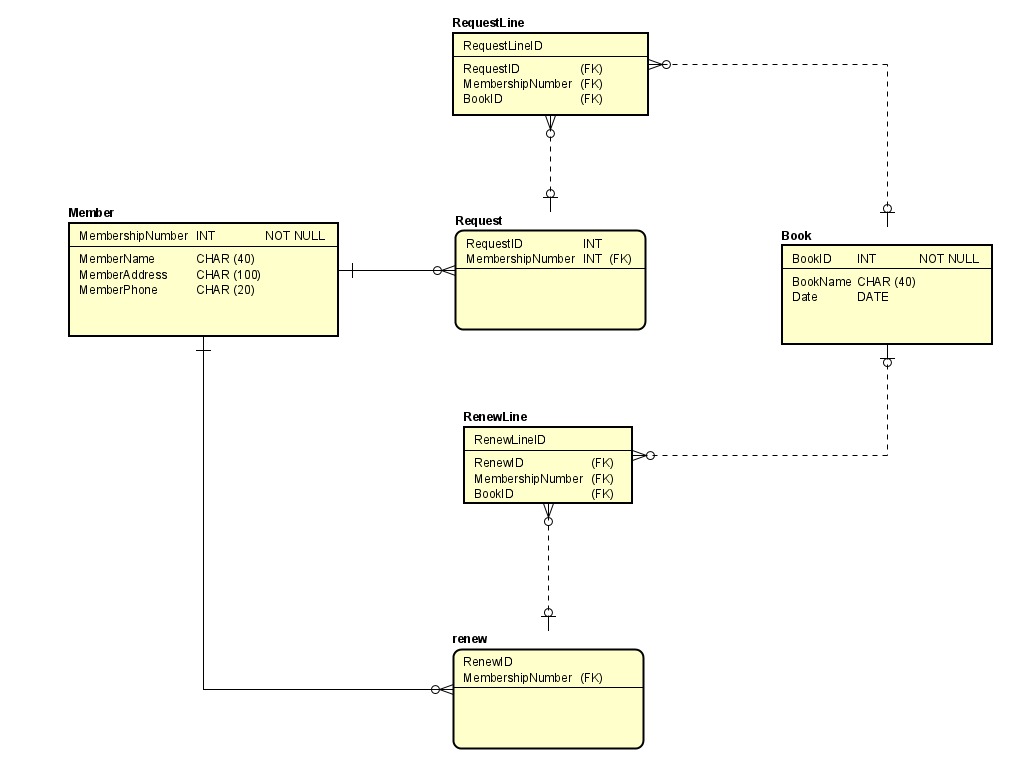 RequestLine
RequestLineID
RequestID (FK)
MembershipNumber (FK)
BookID (FK)
Member
MembershipNumber INT NOT NULL
MemberName CHAR (40)
MemberAddress CHAR (100)
MemberPhone CHAR (20)
Request
RequestID INT
MembershipNumber INT (FK)
Book
BookID INT NOT NULL
BookName CHAR (40)
Date DATE
RenewLine
RenewLineID
RenewID (FK)
MembershipNumber (FK)
BookID (FK)
renew
RenewID
MembershipNumber (FK)